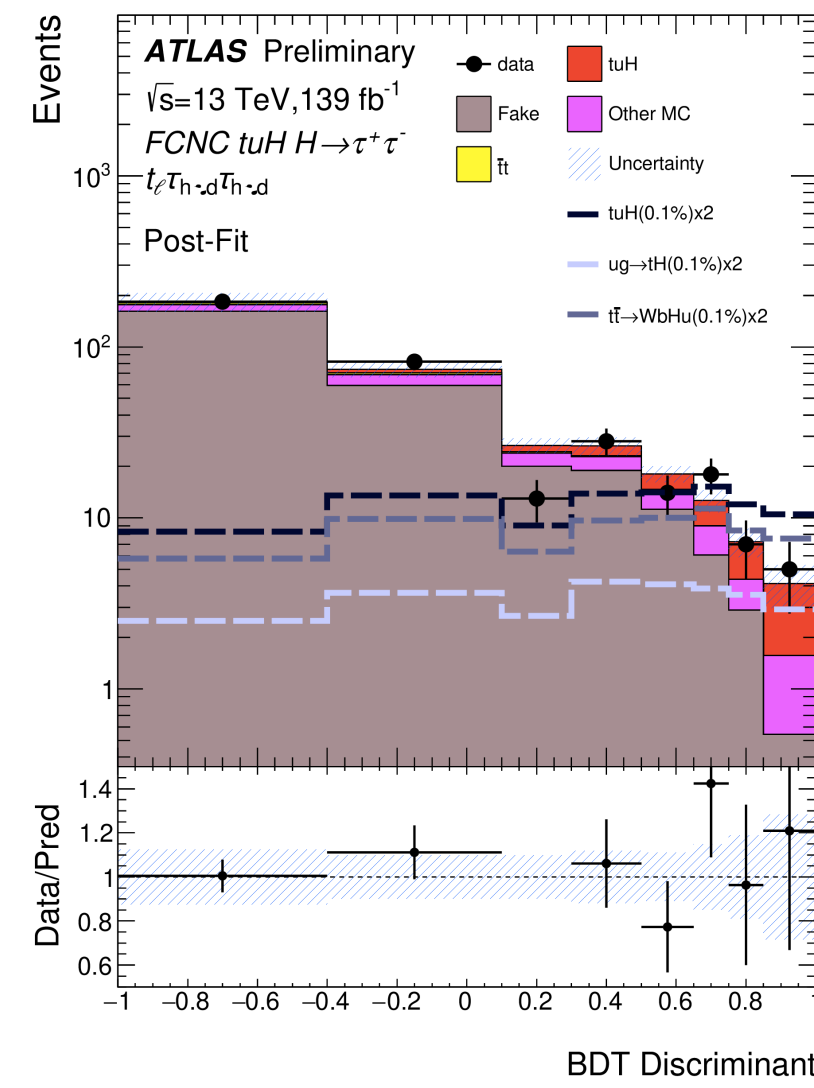 Events
ATLAS Preliminary
√s=13 TeV,139 fb⁻¹
FCNC tuH H→τ⁺τ⁻
Post-Fit
data
tuH
Fake
Other MC
t̄t
Uncertainty
tuH(0.1%)x2
ug→tH(0.1%)x2
tt̄→WbHu(0.1%)x2
10³
10²
10
1
Data/Pred
1.4
1.2
1
0.8
0.6
−1 −0.8 −0.6 −0.4 −0.2 0 0.2 0.4 0.6 0.8
BDT Discriminant